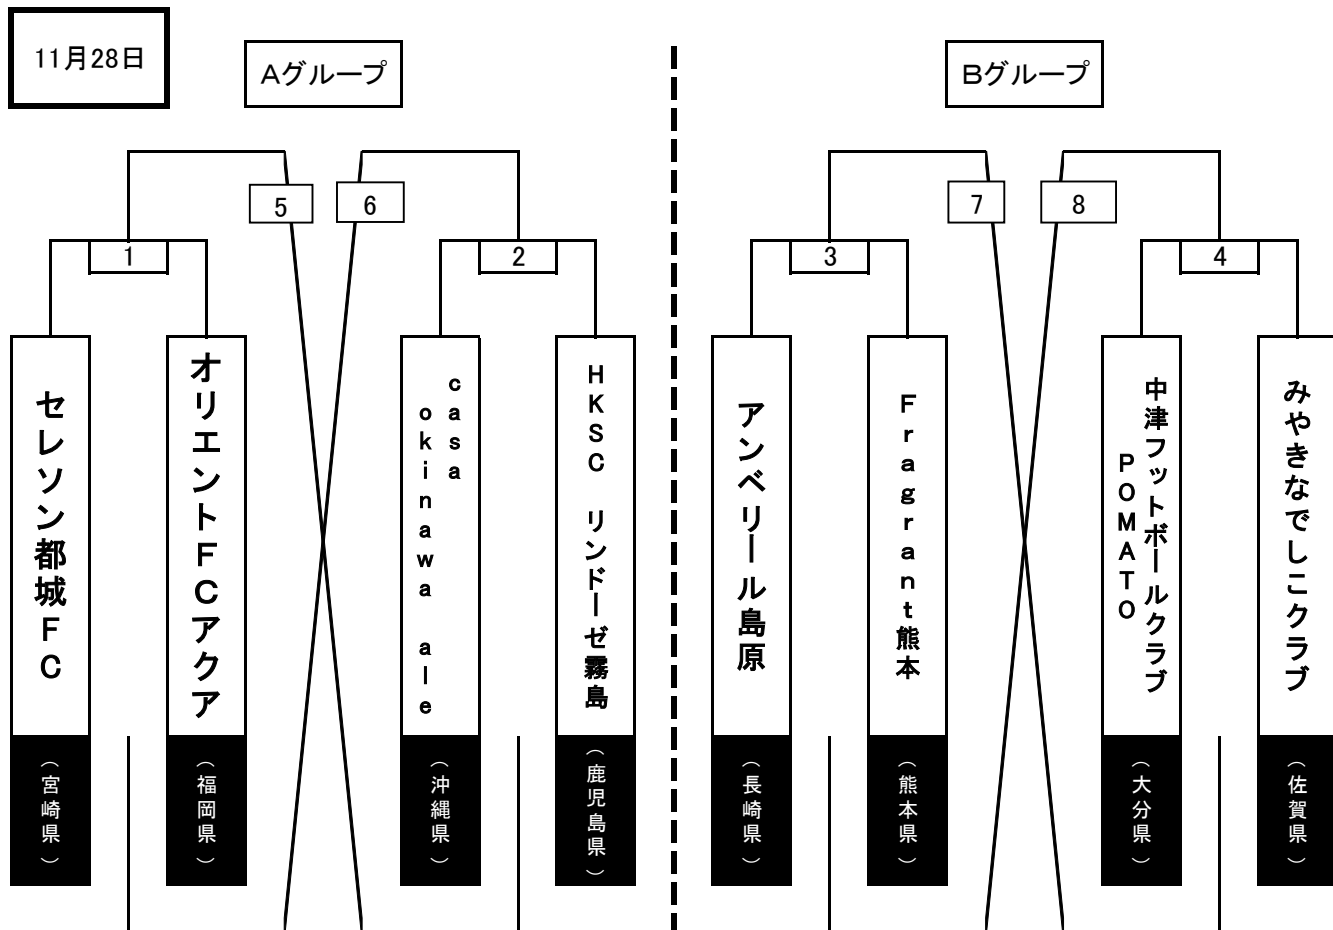 11月28日
Aグループ
Bグループ
5
6
7
8
1
2
3
4
セレソン都城FC
オリエントFCアクア
casa
okinawa ale
HKSC リンドーゼ霧島
アンベリール島原
Fragrant熊本
中津フットボールクラブ
POMATO
みやきなでしこクラブ
(宮崎県)
(福岡県)
(沖縄県)
(鹿児島県)
(長崎県)
(熊本県)
(大分県)
(佐賀県)